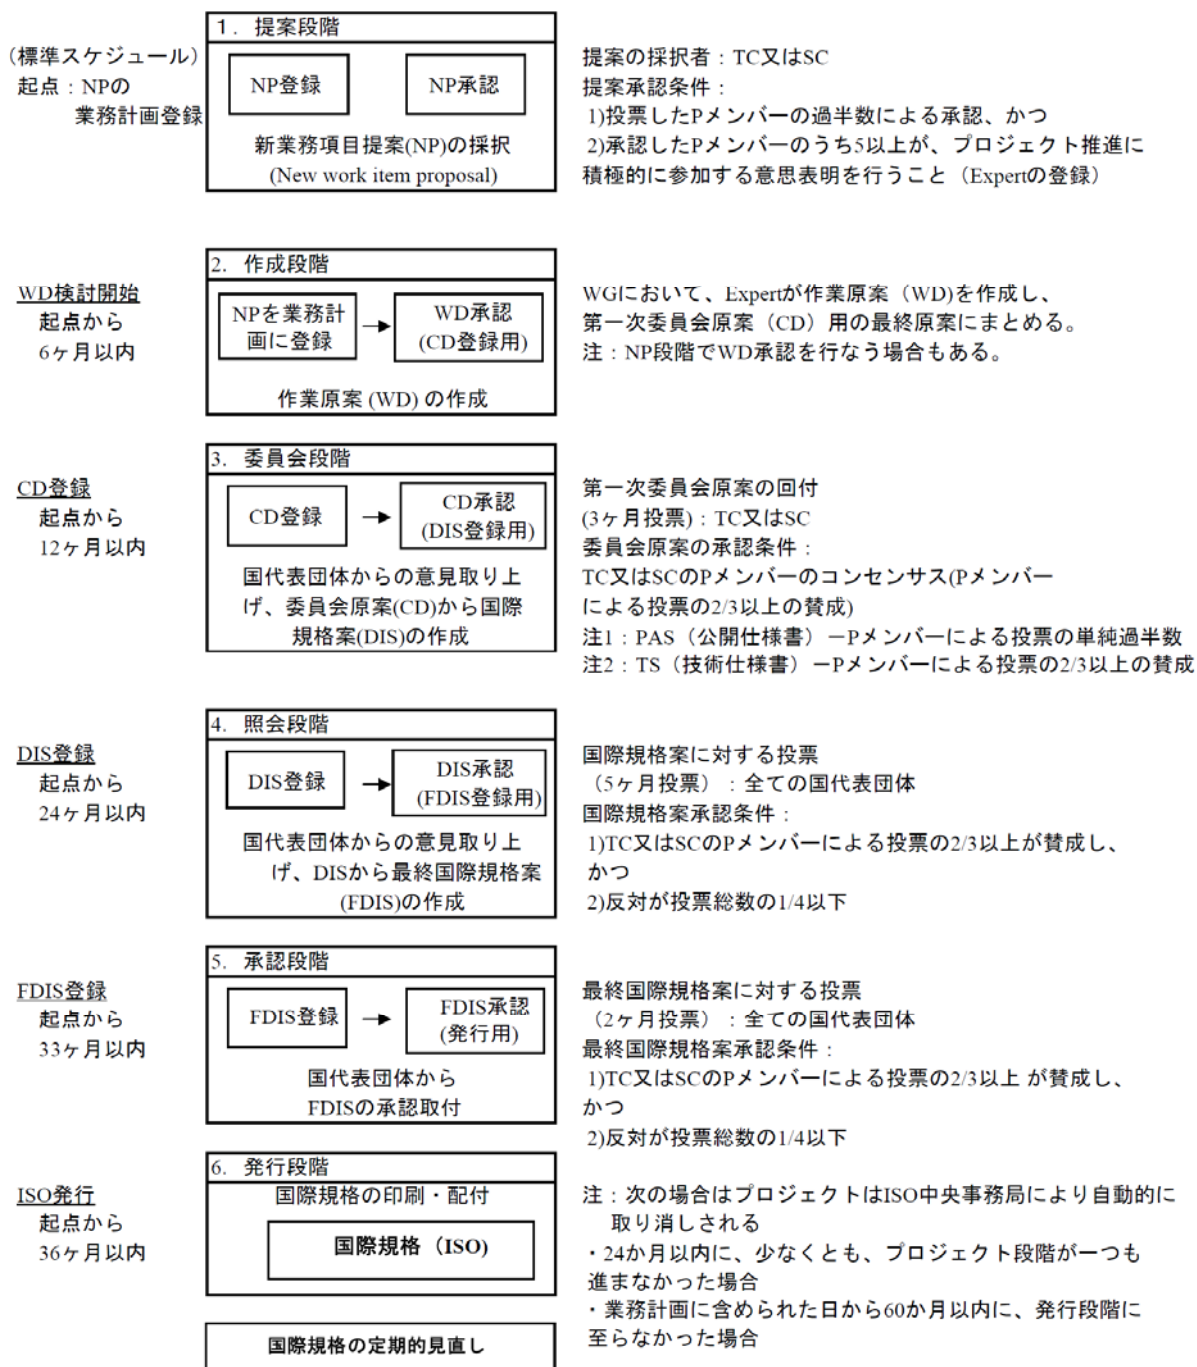 1. 提案段階
(標準スケジュール)
起点：NPの
業務計画登録
NP登録
NP承認
新業務項目提案(NP)の採択
(New work item proposal)
提案の採択者：TC又はSC
提案承認条件：
1)投票したPメンバーの過半数による承認、かつ
2)承認したPメンバーのうち5以上が、プロジェクト推進に
積極的に参加する意思表明を行うこと（Expertの登録）
2. 作成段階
WD検討開始
起点から
6ヶ月以内
NPを業務計
画に登録
WD承認
(CD登録用)
作業原案 (WD) の作成
WGにおいて、Expertが作業原案（WD)を作成し、
第一次委員会原案（CD）用の最終原案にまとめる。
注：NP段階でWD承認を行なう場合もある。
3. 委員会段階
CD登録
起点から
12ヶ月以内
CD登録
CD承認
(DIS登録用)
国代表団体からの意見取り上
げ、委員会原案(CD)から国際
規格案(DIS)の作成
第一次委員会原案の回付
(3ヶ月投票)：TC又はSC
委員会原案の承認条件：
TC又はSCのPメンバーのコンセンサス(Pメンバー
による投票の2/3以上の賛成)
注1：PAS（公開仕様書）－Pメンバーによる投票の単純過半数
注2：TS（技術仕様書）－Pメンバーによる投票の2/3以上の賛成
4. 照会段階
DIS登録
起点から
24ヶ月以内
DIS登録
DIS承認
(FDIS登録用)
国代表団体からの意見取り上
げ、DISから最終国際規格案
(FDIS)の作成
国際規格案に対する投票
（5ヶ月投票）：全ての国代表団体
国際規格案承認条件：
1)TC又はSCのPメンバーによる投票の2/3以上が賛成し、
かつ
2)反対が投票総数の1/4以下
5. 承認段階
FDIS登録
起点から
33ヶ月以内
FDIS登録
FDIS承認
(発行用)
国代表団体から
FDISの承認取付
最終国際規格案に対する投票
（2ヶ月投票）：全ての国代表団体
最終国際規格案承認条件：
1)TC又はSCのPメンバーによる投票の2/3以上 が賛成し、
かつ
2)反対が投票総数の1/4以下
6. 発行段階
ISO発行
起点から
36ヶ月以内
国際規格の印刷・配付
国際規格（ISO)
注：次の場合はプロジェクトはISO中央事務局により自動的に
取り消しされる
・24か月以内に、少なくとも、プロジェクト段階が一つも
進まなかった場合
・業務計画に含められた日から60か月以内に、発行段階に
至らなかった場合
国際規格の定期的見直し